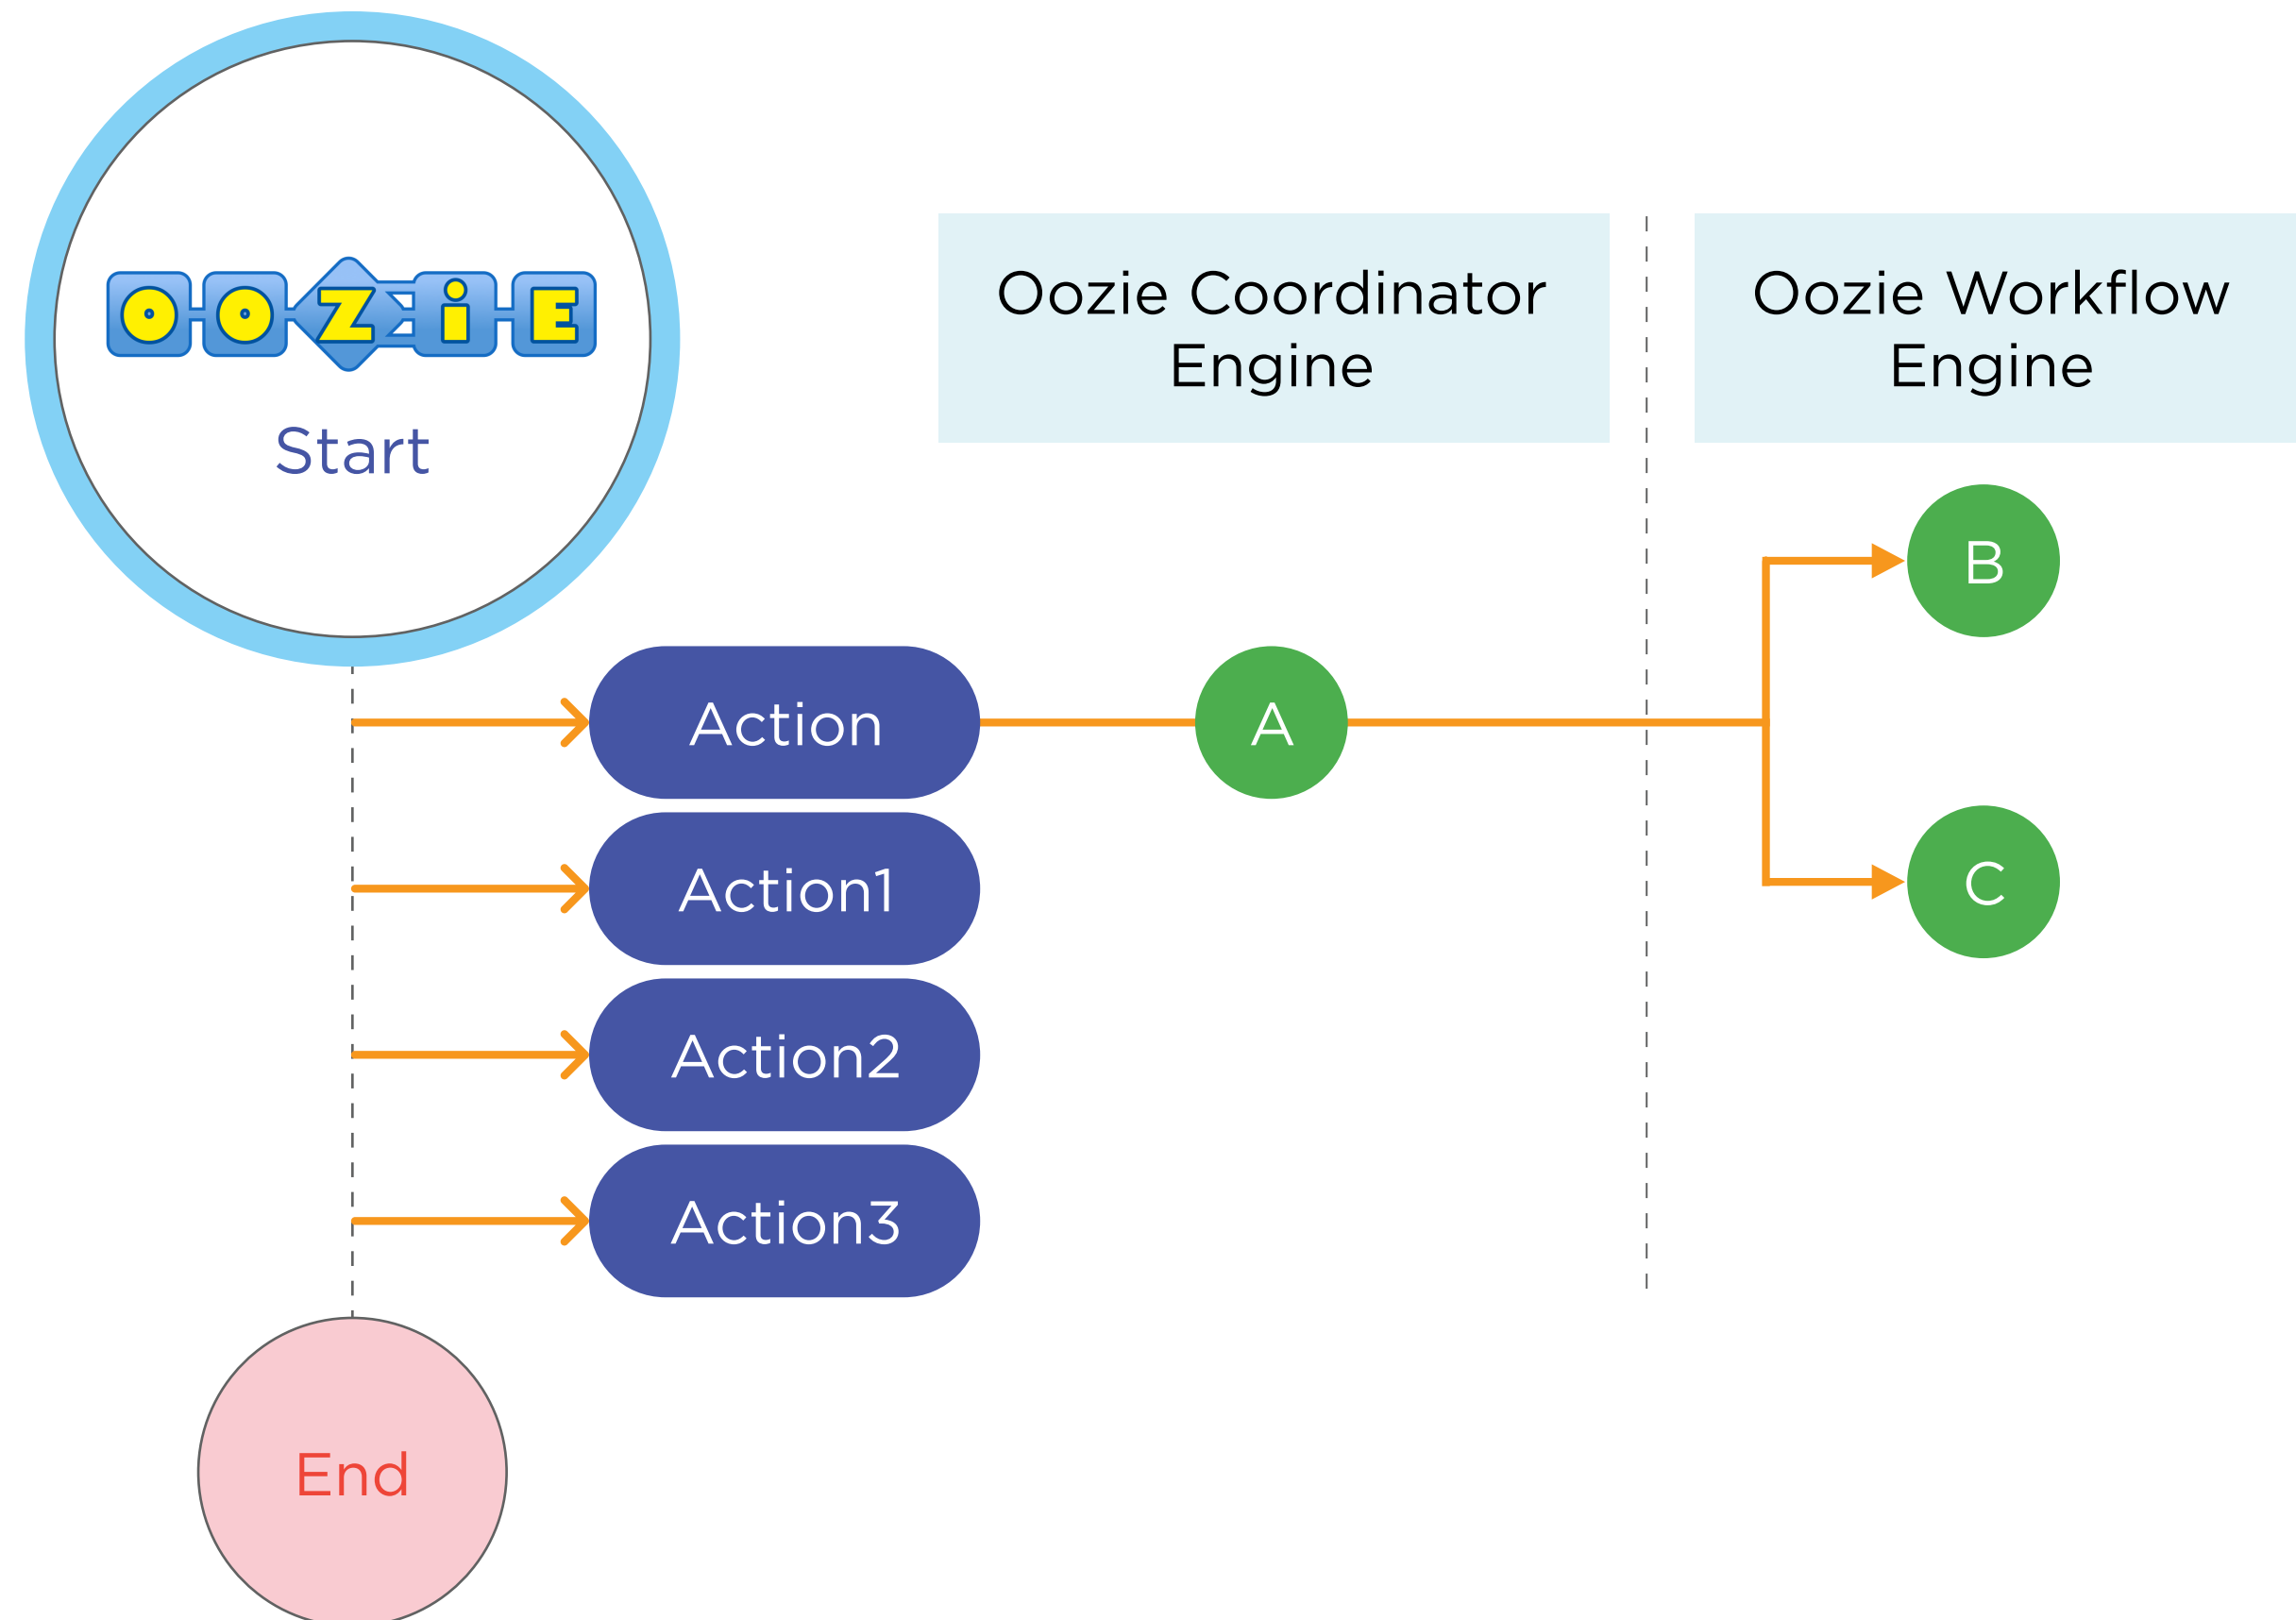 OOZiE
Start
Oozie Coordinator
Engine
Oozie Workflow
Engine
B
Action
A
Action1
C
Action2
Action3
End